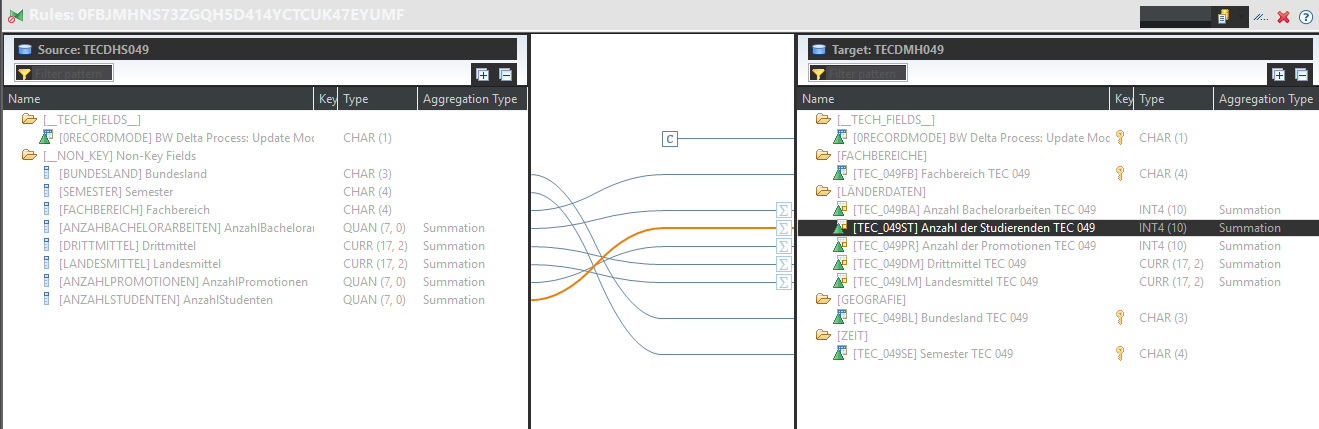 Rules: 0FBJMHNS73ZGQH5D414YCTCUK47EYUMF
Source: TECDHS049
Filter pattern
Name Key Type Aggregation Type
[__TECH_FIELDS__]
[0RECORDMODE] BW Delta Process: Update Moc CHAR (1)
[__NON_KEY] Non-Key Fields
[BUNDESLAND] Bundesland CHAR (3)
[SEMESTER] Semester CHAR (4)
[FACHBEREICH] Fachbereich CHAR (4)
[ANZAHBACHELORARBEITEN] AnzahlBachelora QUAN (7, 0) Summation
[DRITTMITTEL] Drittmittel CURR (17, 2) Summation
[LANDESMITTEL] Landesmittel CURR (17, 2) Summation
[ANZAHLPROMOTIONEN] AnzahlPromotionen QUAN (7, 0) Summation
[ANZAHLSTUDENTEN] AnzahlStudenten QUAN (7, 0) Summation
C
Σ
Σ
Σ
Σ
Σ
Target: TECDMH049
Filter pattern
Name Key Type Aggregation Type
[__TECH_FIELDS__]
[0RECORDMODE] BW Delta Process: Update Moc CHAR (1)
[FACHBEREICHE]
[TEC_049FB] Fachbereich TEC 049 CHAR (4)
[LÄNDERDATEN]
[TEC_049BA] Anzahl Bachelorarbeiten TEC 049 INT4 (10) Summation
[TEC_049ST] Anzahl der Studierenden TEC 049 INT4 (10) Summation
[TEC_049PR] Anzahl der Promotionen TEC 049 INT4 (10) Summation
[TEC_049DM] Drittmittel TEC 049 CURR (17, 2) Summation
[TEC_049LM] Landesmittel TEC 049 CURR (17, 2) Summation
[GEOGRAFIE]
[TEC_049BL] Bundesland TEC 049 CHAR (3)
[ZEIT]
[TEC_049SE] Semester TEC 049 CHAR (4)